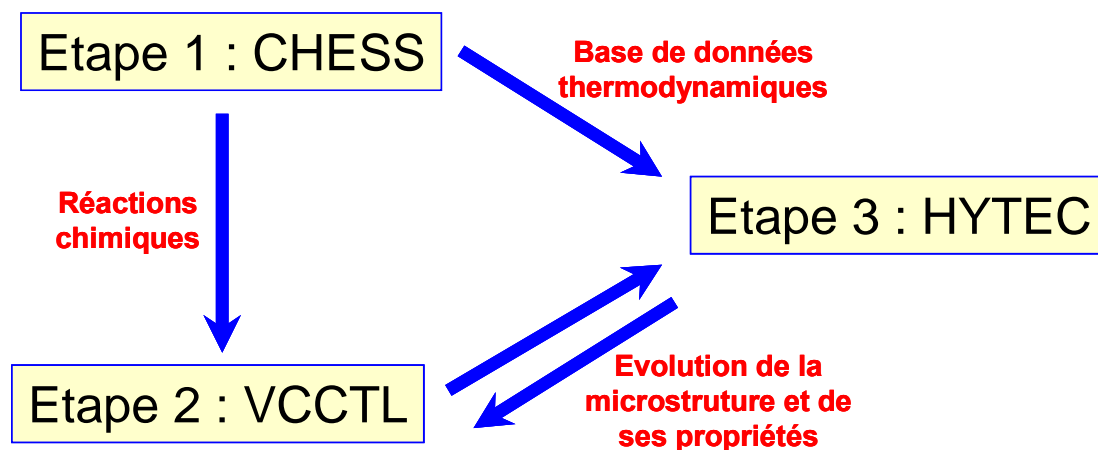 Etape 1 : CHESS
Base de données
thermodynamiques
Réactions
chimiques
Etape 3 : HYTEC
Etape 2 : VCCTL
Evolution de la
microstruture et de
ses propriétés